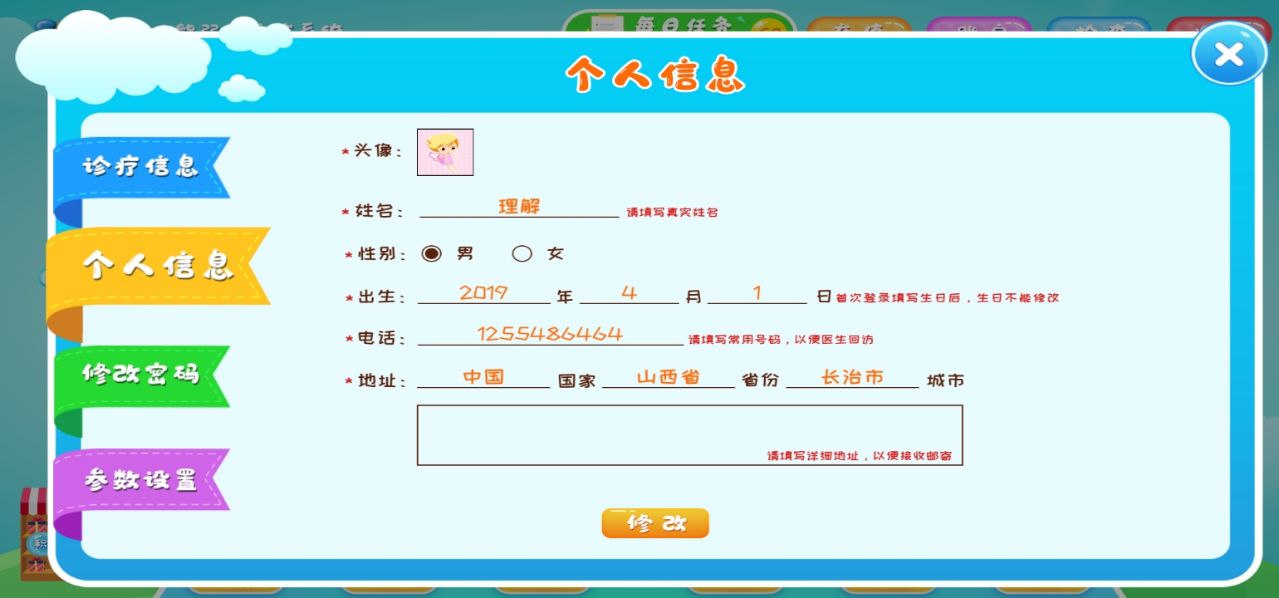 每日任务
个人信息
诊疗信息
个人信息
修改密码
参数设置
*头像：
*姓名： 理解 请填写真实姓名
*性别： 男 女
*出生： 2019 年 4 月 1 日 首次登录填写生日后，生日不能修改
*电话： 1255486464 请填写常用号码，以便医生回访
*地址： 中国 国家 山西省 省份 长治市 城市
请填写详细地址，以便接收邮寄
修改